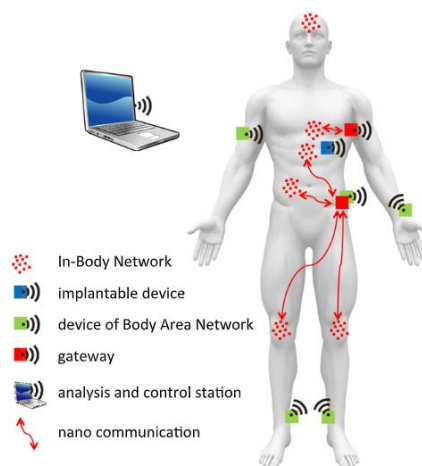 In-Body Network
implantable device
device of Body Area Network
gateway
analysis and control station
nano communication